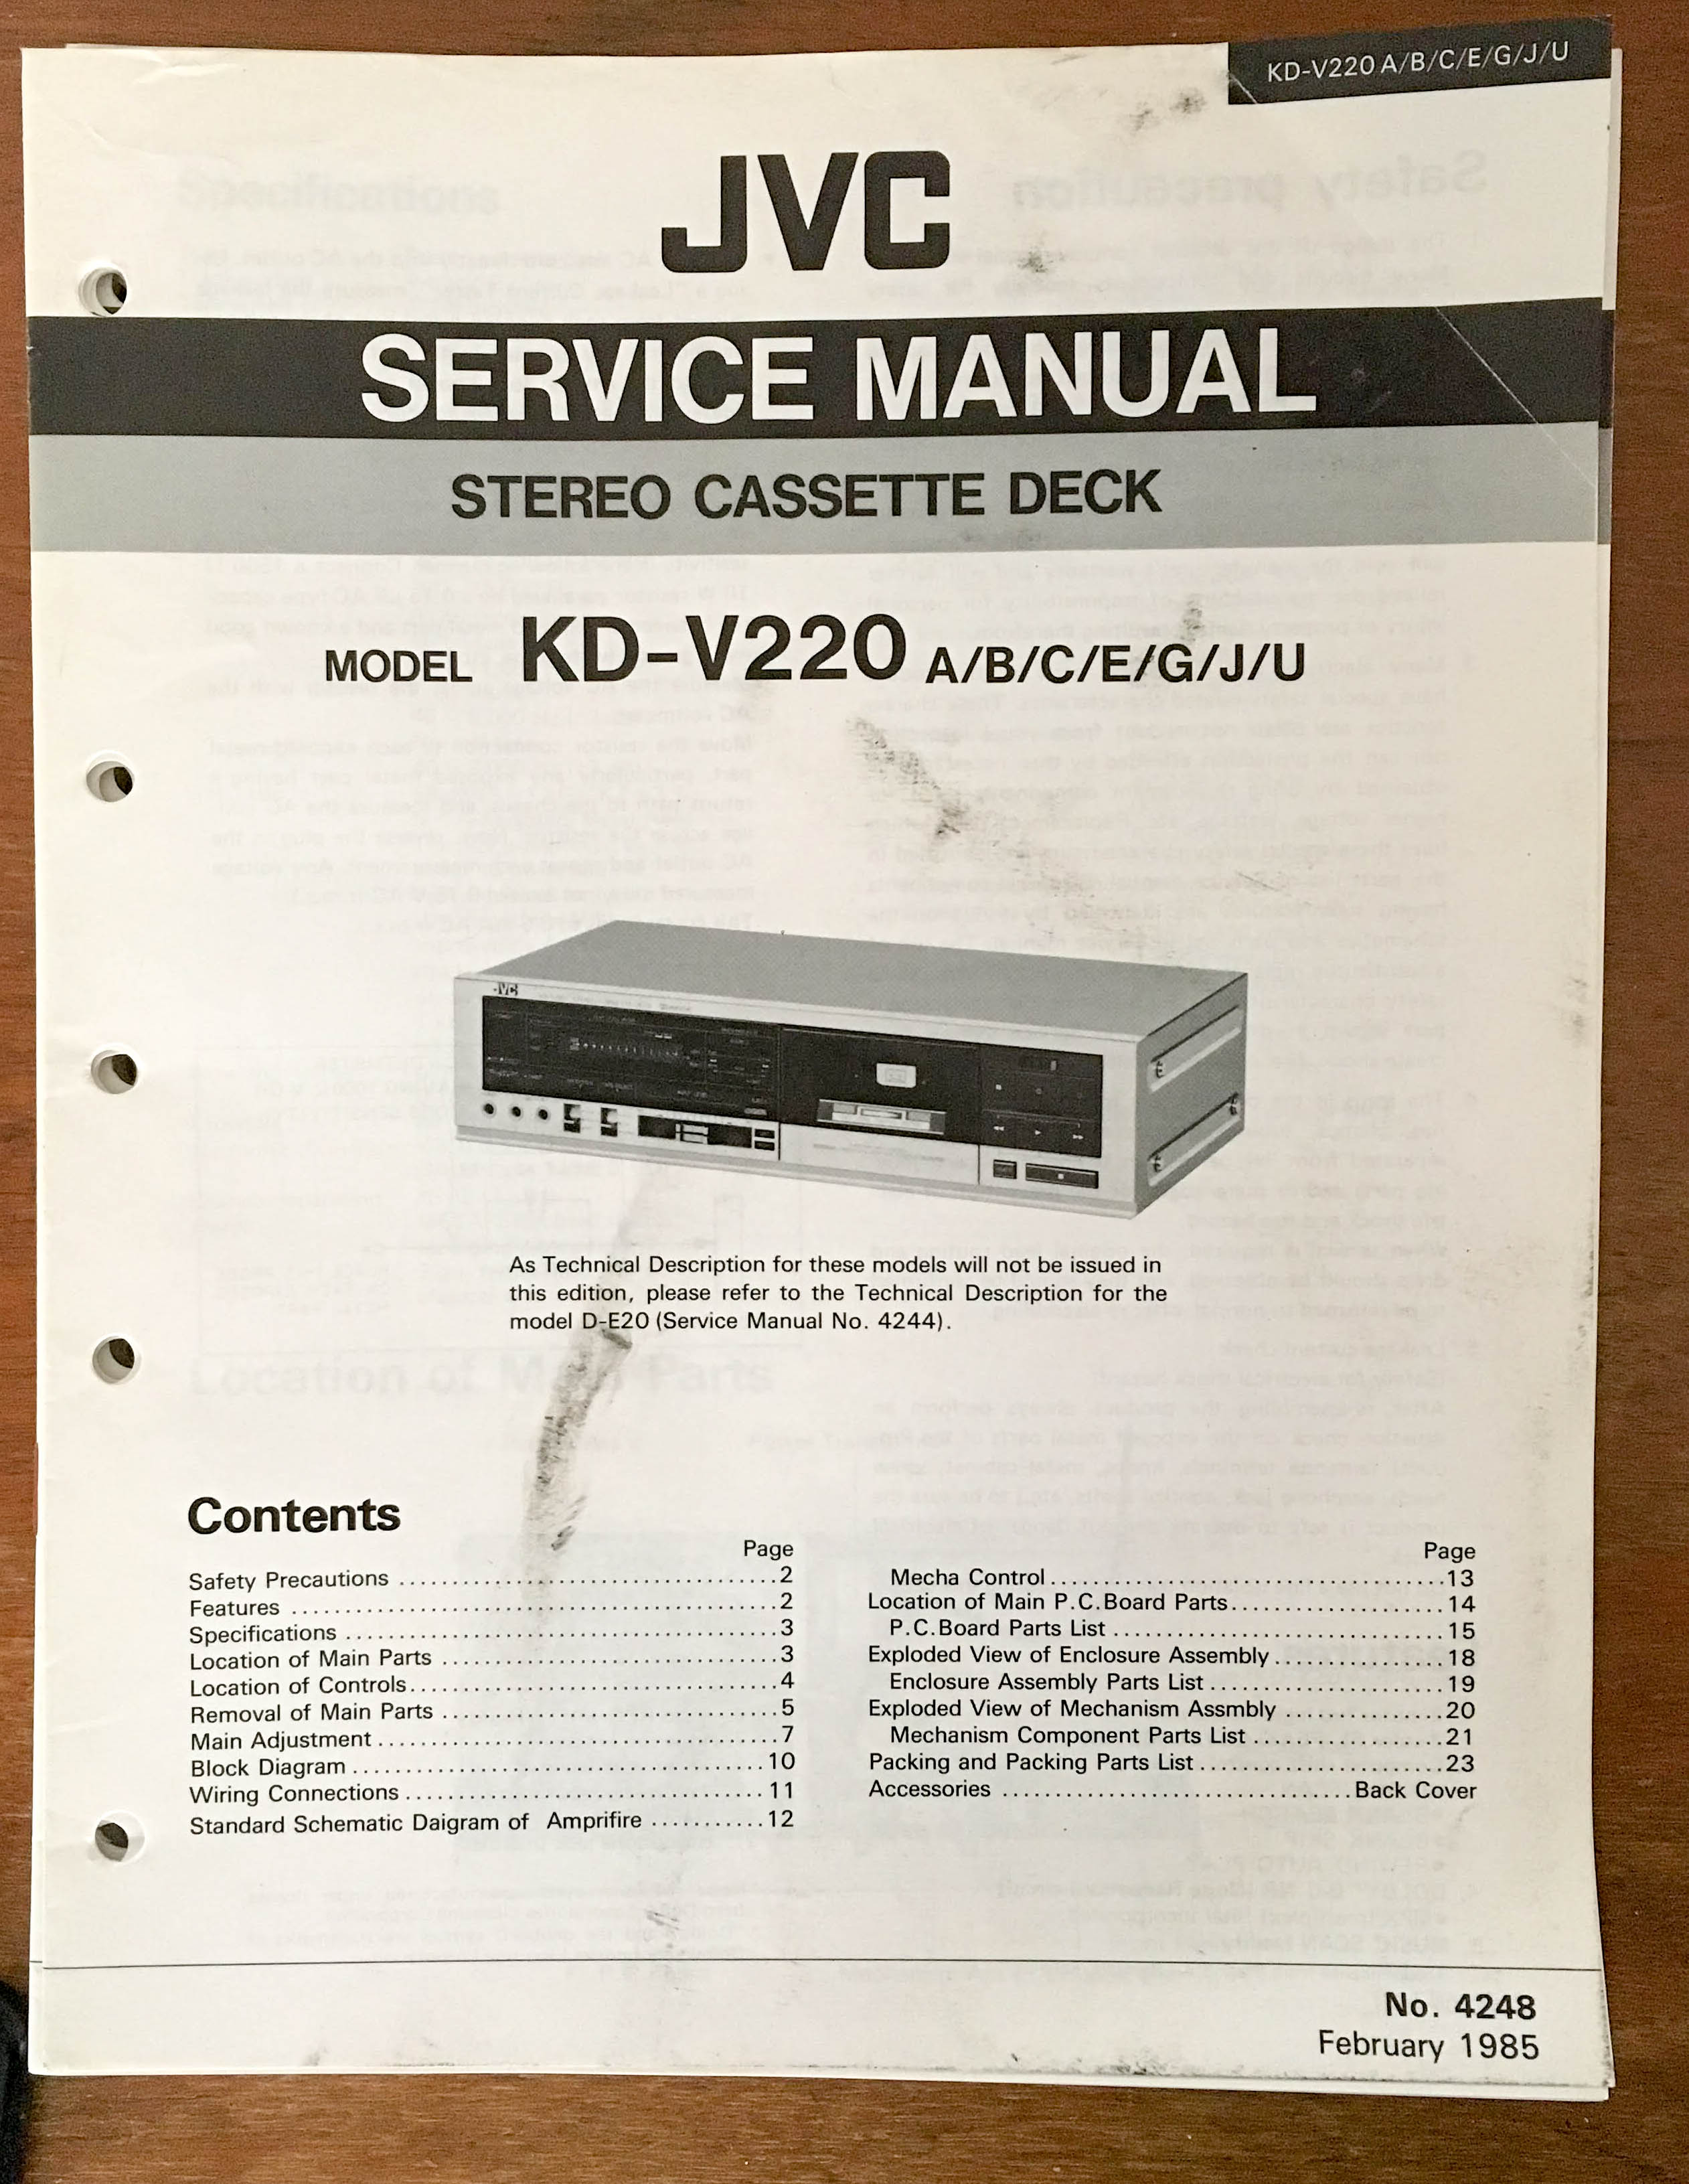 KD-V220 A/B/C/E/G/J/U
JVC
SERVICE MANUAL
STEREO CASSETTE DECK
MODEL KD-V220 A/B/C/E/G/J/U
JVC
As Technical Description for these models will not be issued in
this edition, please refer to the Technical Description for the
model D-E20 (Service Manual No. 4244).
Contents
Page
Safety Precautions ................................... 2
Features ............................................. 2
Specifications ........................................ 3
Location of Main Parts ............................... 3
Location of Controls.................................. 4
Removal of Main Parts ............................... 5
Main Adjustment ..................................... 7
Block Diagram ......................................... 10
Wiring Connections .................................. 11
Standard Schematic Daigram of Amprifire ........... 12
Page
Mecha Control..................................... 13
Location of Main P.C.Board Parts.................... 14
P.C.Board Parts List ............................... 15
Exploded View of Enclosure Assembly ................ 18
Enclosure Assembly Parts List ...................... 19
Exploded View of Mechanism Assmbly ............... 20
Mechanism Component Parts List .................. 21
Packing and Packing Parts List ....................... 23
Accessories ................................. Back Cover
No. 4248
February 1985